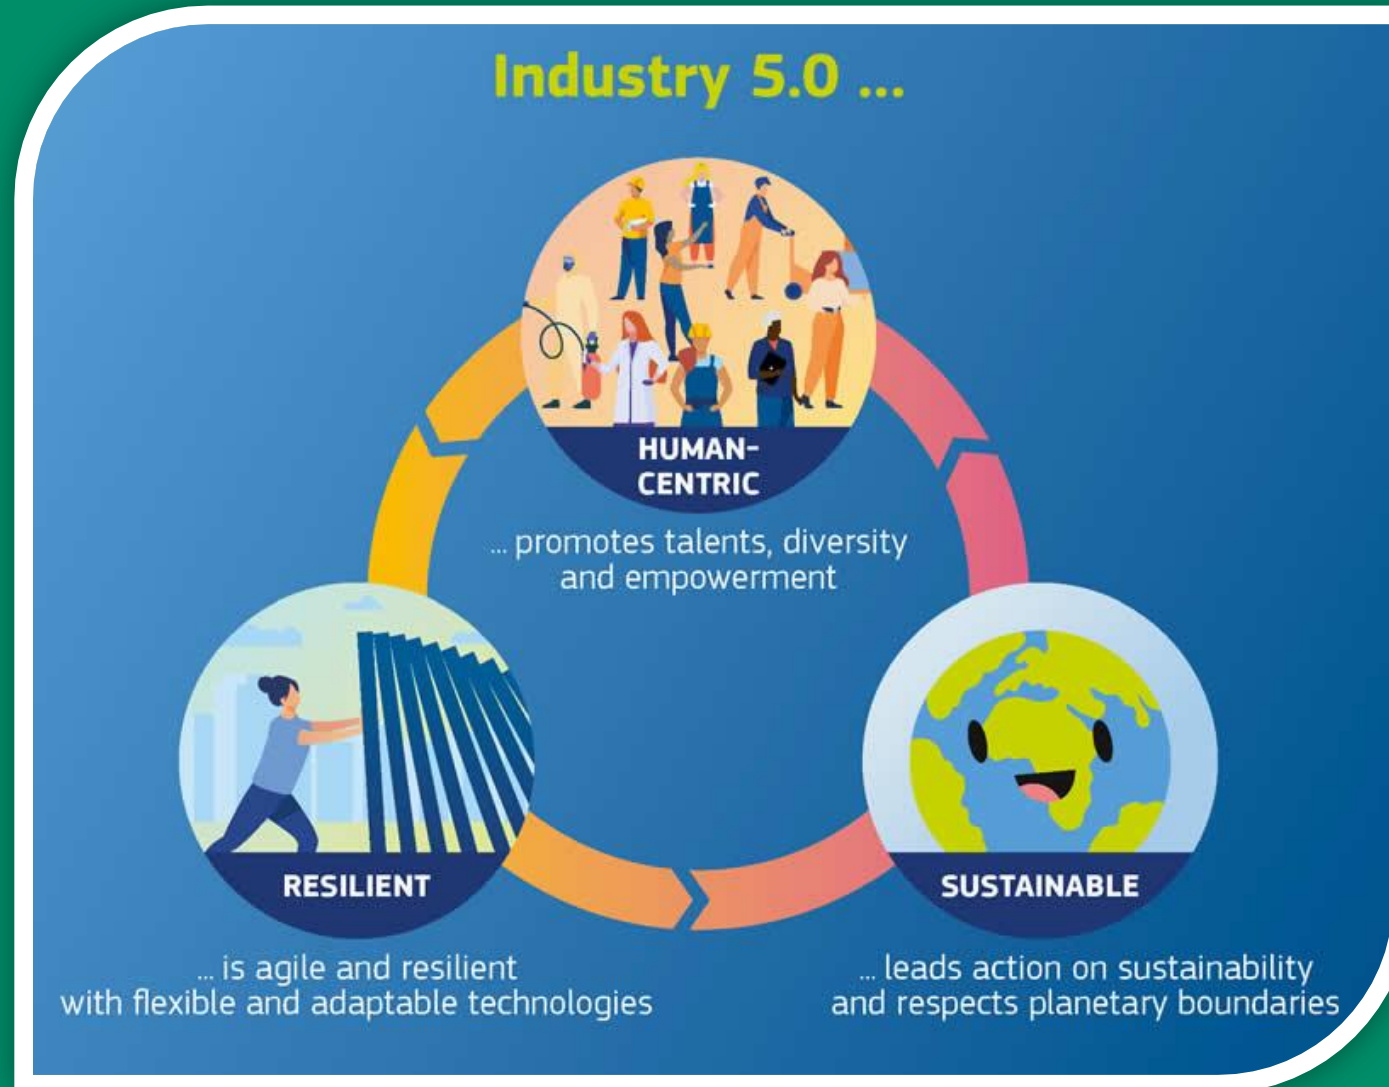 Industry 5.0 ...
HUMAN-
CENTRIC
... promotes talents, diversity
and empowerment
RESILIENT
... is agile and resilient
with flexible and adaptable technologies
SUSTAINABLE
... leads action on sustainability
and respects planetary boundaries